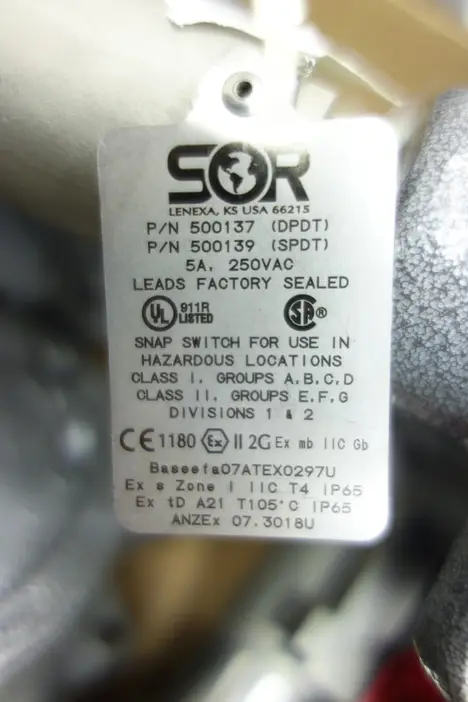 SOR
LENEXA, KS USA 66215
P/N 500137 (DPDT)
P/N 500139 (SPDT)
5A, 250VAC
LEADS FACTORY SEALED
UL 911R
LISTED
SA ®
SNAP SWITCH FOR USE IN
HAZARDOUS LOCATIONS
CLASS I, GROUPS A,B,C,D
CLASS II, GROUPS E,F,G
DIVISIONS 1 & 2
CE 1180 Ex II 2G Ex mb IIC Gb
Baseefa07ATEX0297U
Ex s Zone I IIC T4 IP65
Ex tD A21 T105°C IP65
ANZEx 07.3018U